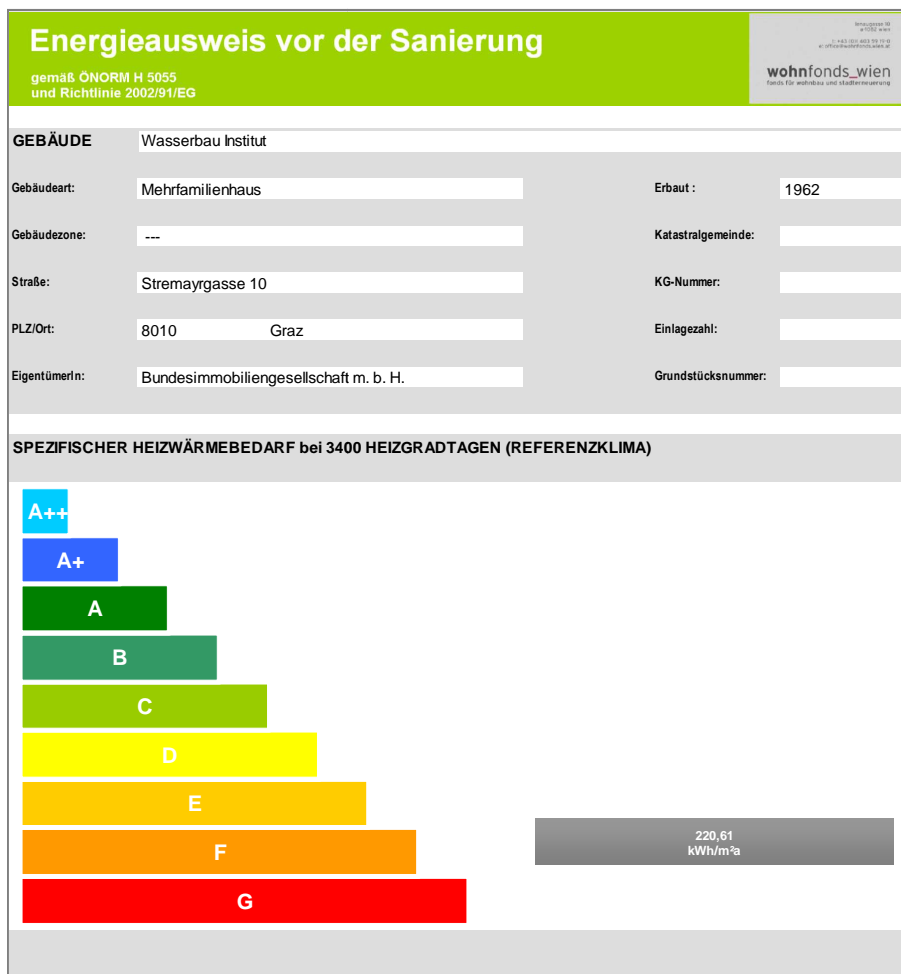 Energieausweis vor der Sanierung
gemäß ÖNORM H 5055
und Richtlinie 2002/91/EG
wohnfonds_wien
fonds für wohnbau und stadterneuerung
GEBÄUDE Wasserbau Institut
Gebäudeart: Mehrfamilienhaus Erbaut : 1962
Gebäudezone: --- Katastralgemeinde:
Straße: Stremayrgasse 10 KG-Nummer:
PLZ/Ort: 8010 Graz Einlagezahl:
EigentümerIn: Bundesimmobiliengesellschaft m. b. H. Grundstücksnummer:
SPEZIFISCHER HEIZWÄRMEBEDARF bei 3400 HEIZGRADTAGEN (REFERENZKLIMA)
A++
A+
A
B
C
D
E
F
220,61
kWh/m²a
G